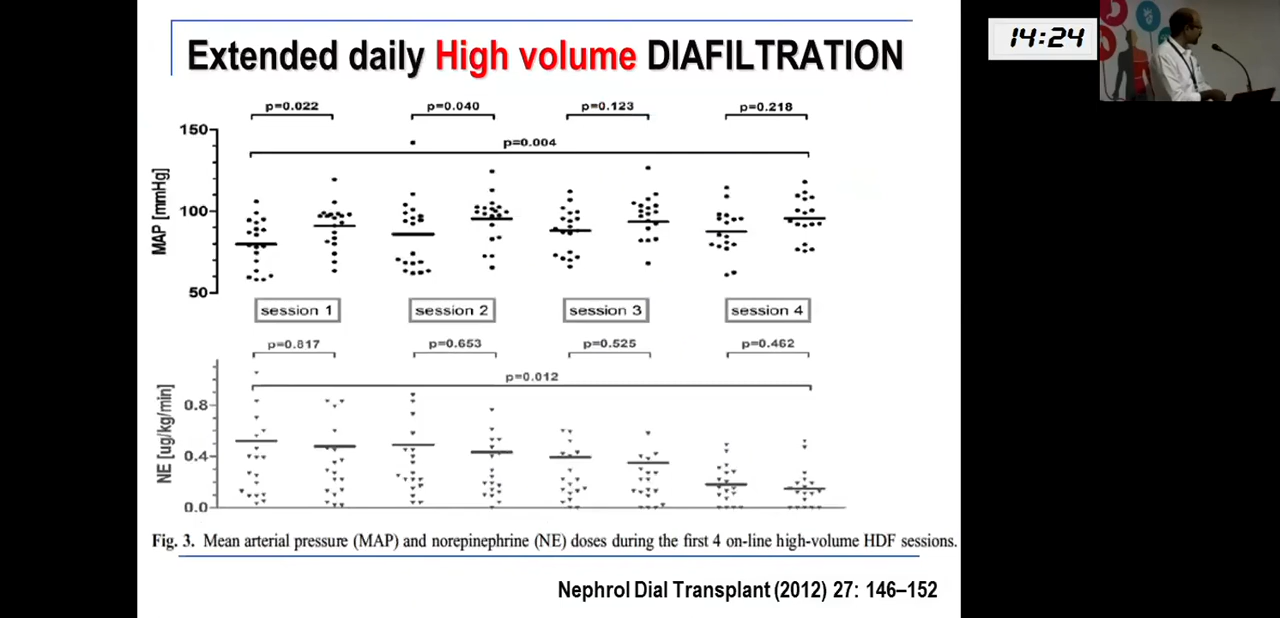 14:24
Extended daily High volume DIAFILTRATION
p=0.022 p=0.040 p=0.123 p=0.218
150
p=0.004
MAP [mmHg]
100
50
session 1 session 2 session 3 session 4
p=0.817 p=0.653 p=0.525 p=0.462
p=0.012
NE [ug/kg/min]
0.8
0.4
0.0
Fig. 3. Mean arterial pressure (MAP) and norepinephrine (NE) doses during the first 4 on-line high-volume HDF sessions.
Nephrol Dial Transplant (2012) 27: 146–152